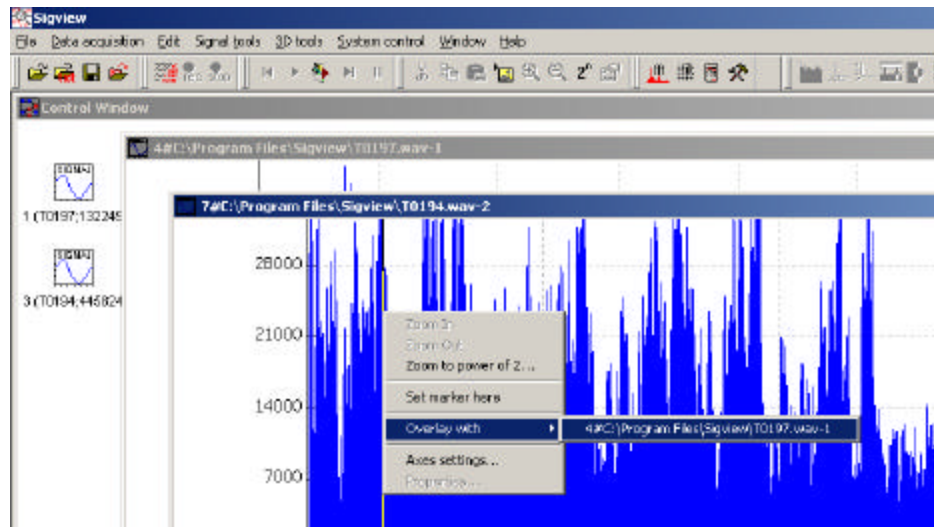 Sigview
File Data acquisition Edit Signal tools 3D tools System control Window Help
Control Window
4#C:\Program Files\Sigview\T0197.wav-1
SIGNAL
1 (T0197;132245
7#C:\Program Files\Sigview\T0194.wav-2
SIGNAL
3 (T0194;445824
28000
21000
14000
7000
Zoom In
Zoom Out
Zoom to power of 2...
Set marker here
Overlay with
4#C:\Program Files\Sigview\T0197.wav-1
Axes settings...
Properties...